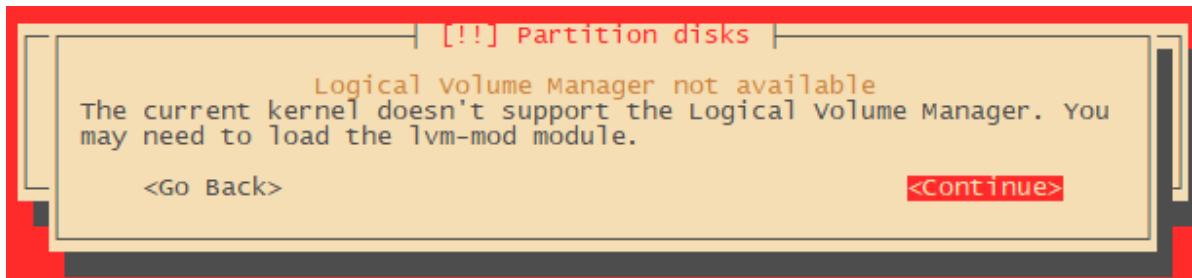 [!!] Partition disks
Logical Volume Manager not available
The current kernel doesn't support the Logical Volume Manager. You
may need to load the lvm-mod module.
<Go Back> <Continue>